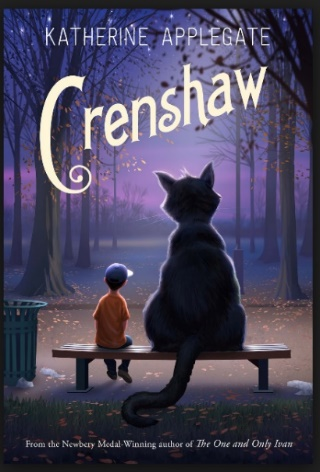 KATHERINE APPLEGATE
Crenshaw
From the Newbery Medal-Winning author of The One and Only Ivan